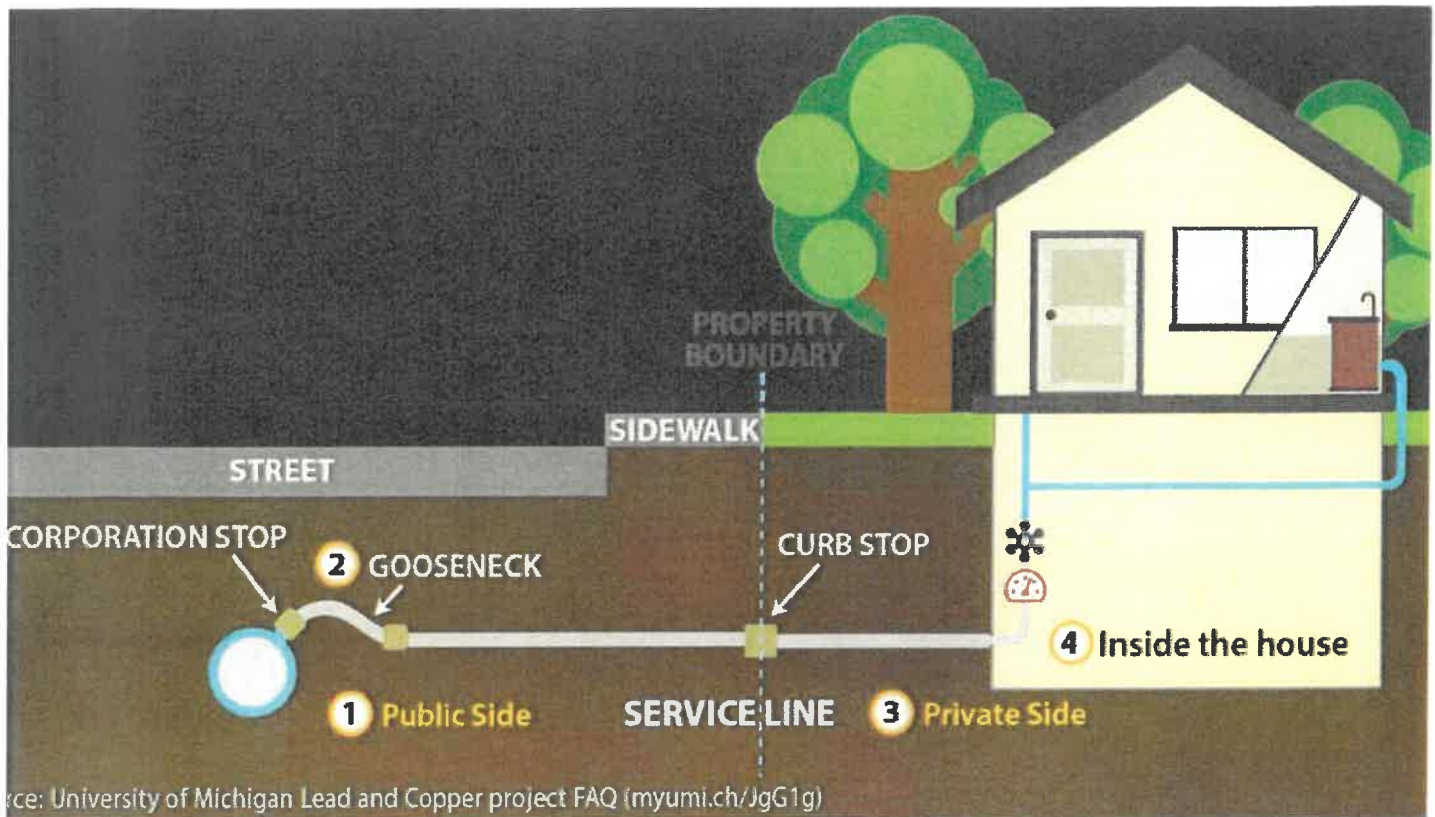 PROPERTY
BOUNDARY
SIDEWALK
STREET
CORPORATION STOP
2 GOOSENECK
CURB STOP
4 Inside the house
1 Public Side
SERVICE LINE
3 Private Side
rce: University of Michigan Lead and Copper project FAQ (myumi.ch/JgG1g)